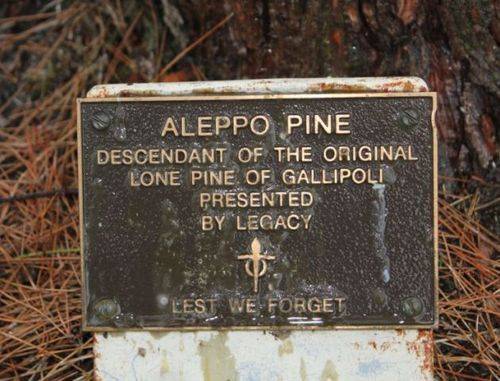 ALEPPO PINE
DESCENDANT OF THE ORIGINAL
LONE PINE OF GALLIPOLI
PRESENTED
BY LEGACY
LEST WE FORGET